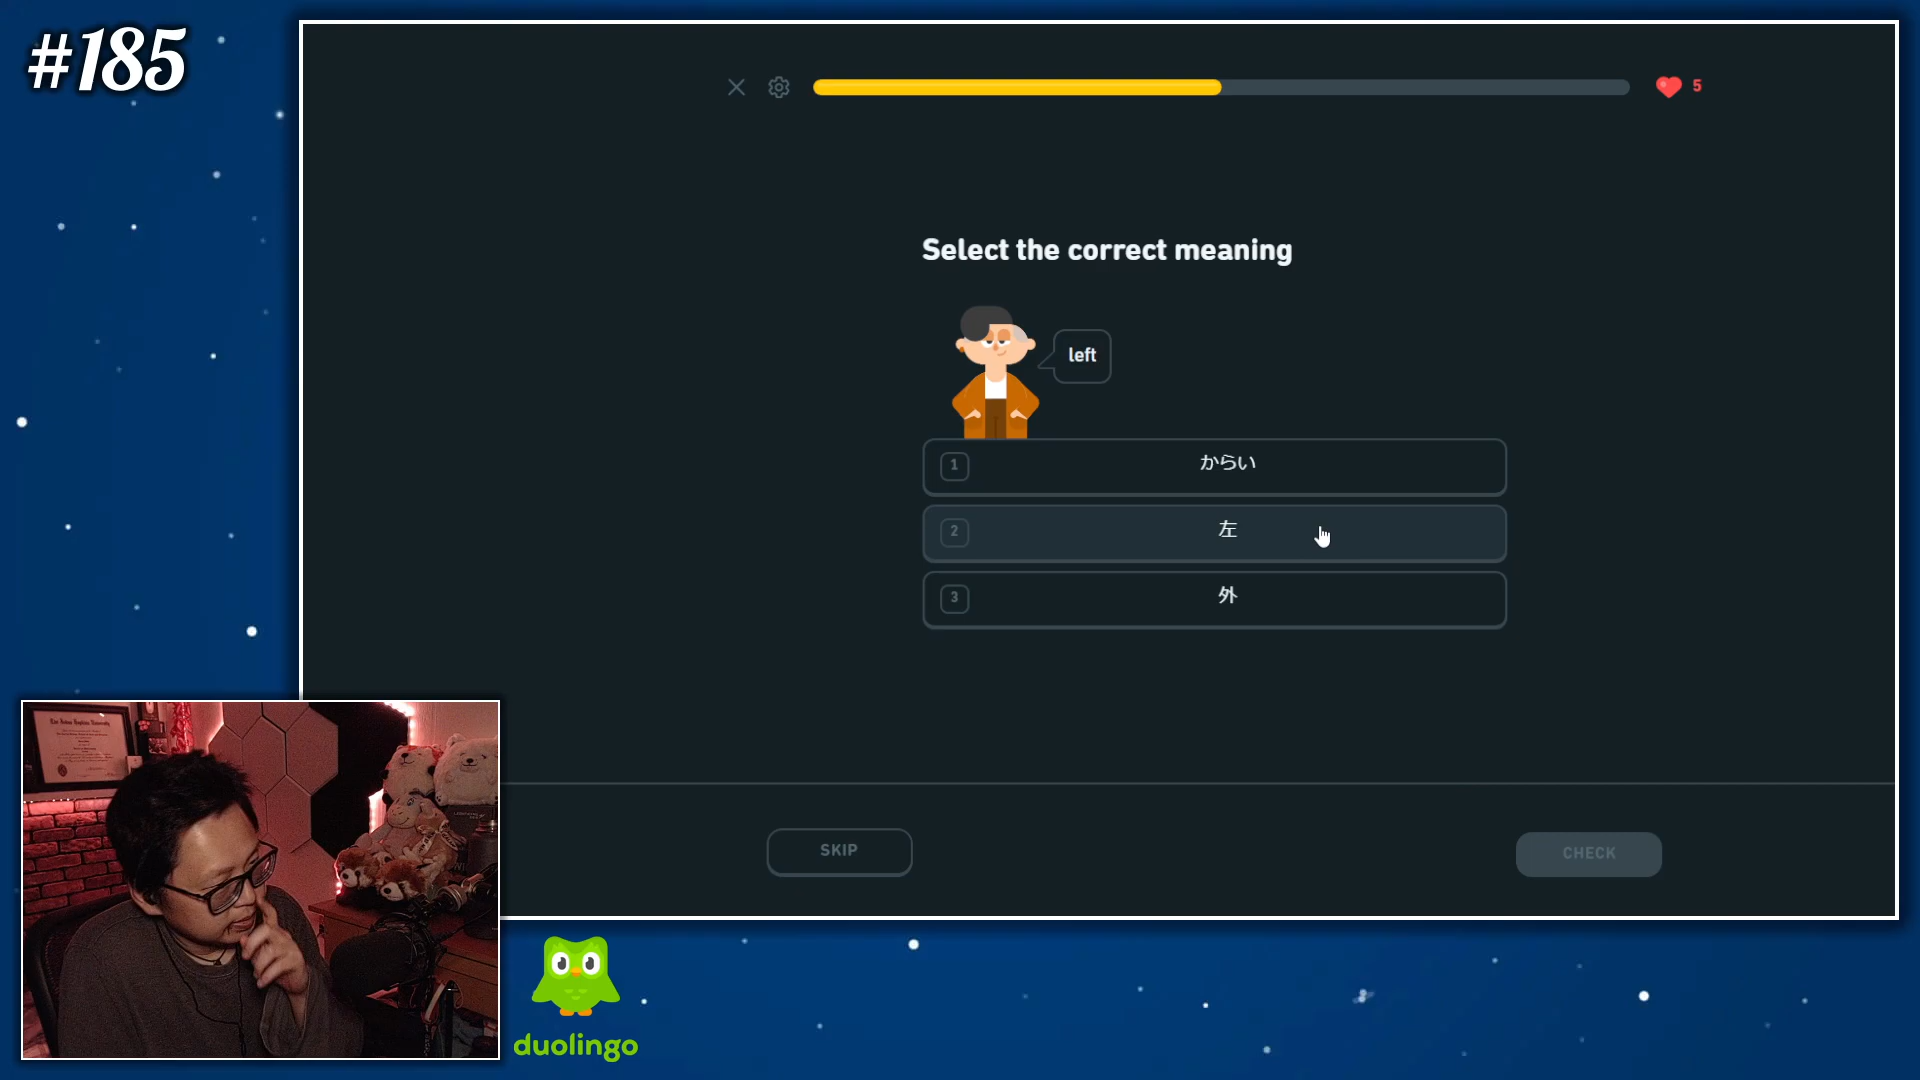 #185
5
Select the correct meaning
left
1 からい
2 左
3 外
SKIP
CHECK
duolingo